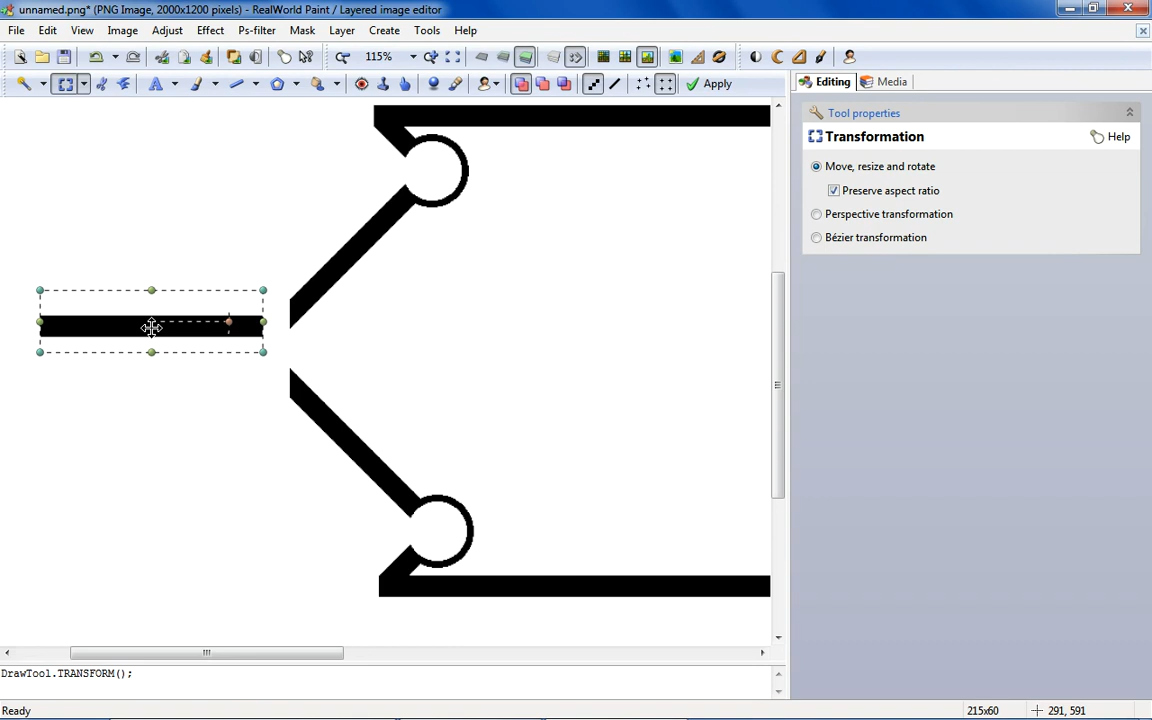 unnamed.png* (PNG Image, 2000x1200 pixels) - RealWorld Paint / Layered image editor
File Edit View Image Adjust Effect Ps-filter Mask Layer Create Tools Help
115%
Apply
Editing Media
Tool properties
Transformation Help
Move, resize and rotate
Preserve aspect ratio
Perspective transformation
Bézier transformation
DrawTool.TRANSFORM();
Ready 215x60 291, 591